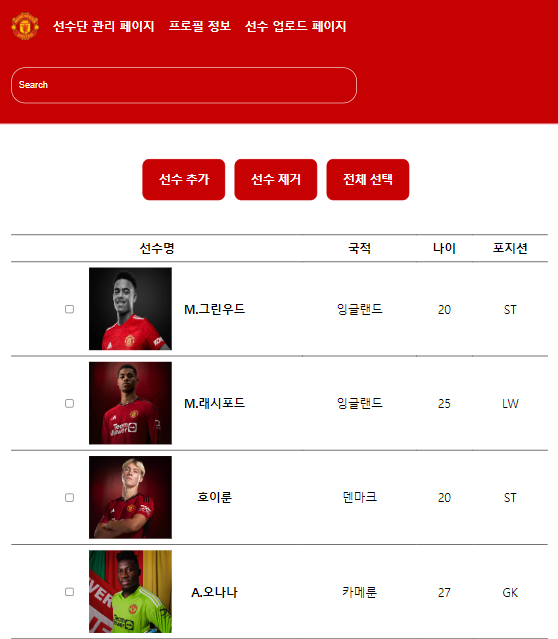 선수단 관리 페이지 프로필 정보 선수 업로드 페이지
Search
선수 추가 선수 제거 전체 선택
선수명 국적 나이 포지션
M.그린우드 잉글랜드 20 ST
M.래시포드 잉글랜드 25 LW
호이룬 덴마크 20 ST
A.오나나 카메룬 27 GK